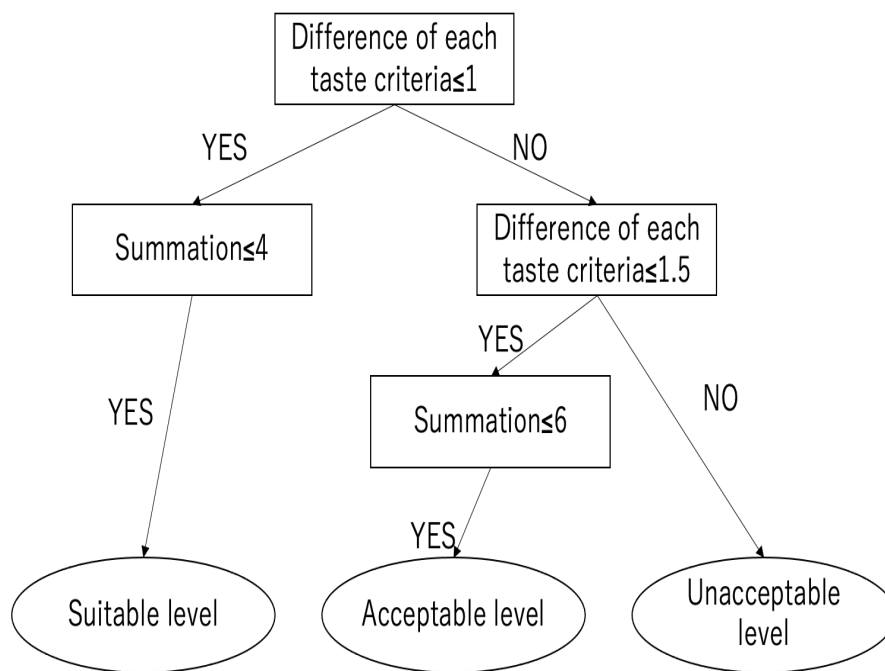 Difference of each
taste criteria≤1
YES
NO
Summation≤4
Difference of each
taste criteria≤1.5
YES
Summation≤6
YES
NO
YES
Suitable level
Acceptable level
Unacceptable
level